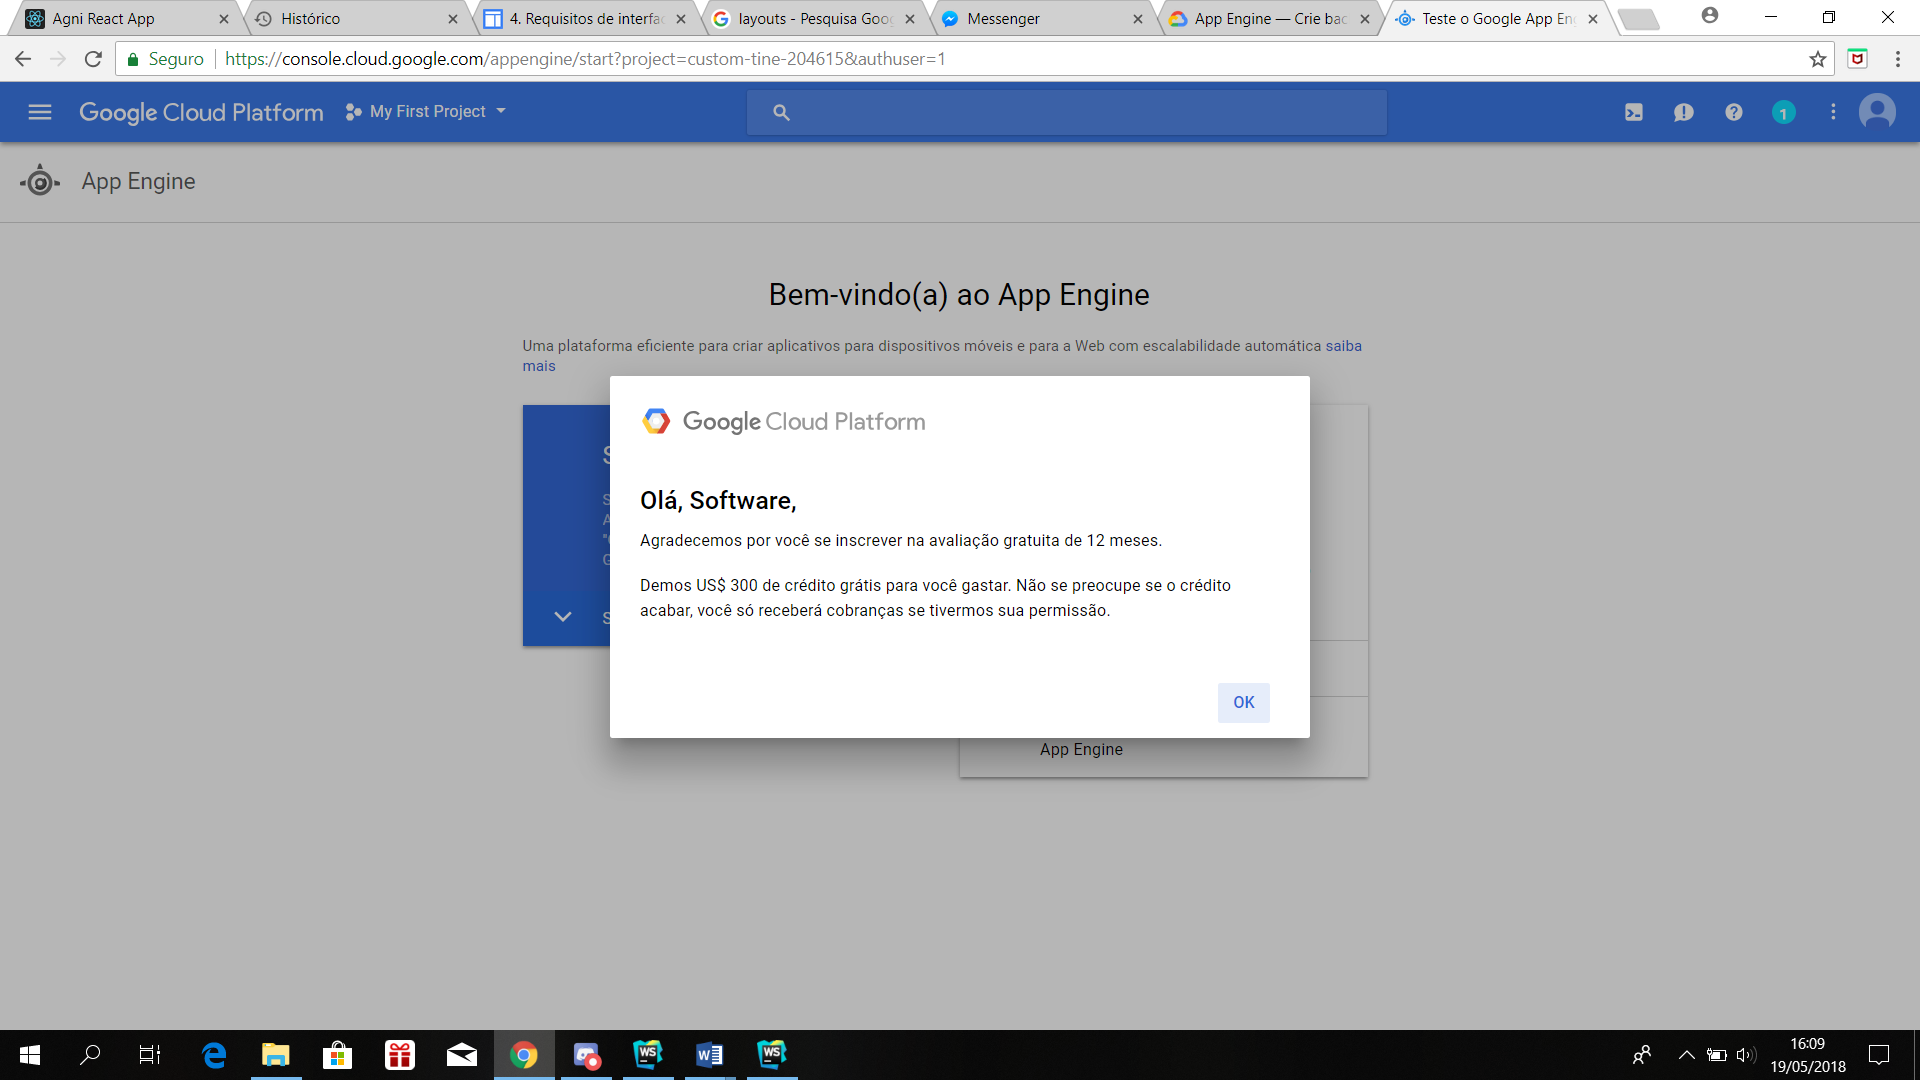 Agni React App
Histórico
4. Requisitos de interfa
layouts - Pesquisa Goo
Messenger
App Engine — Crie bac
Teste o Google App En
Seguro
https://console.cloud.google.com/appengine/start?project=custom-tine-204615&authuser=1
Google Cloud Platform
My First Project
1
App Engine
Bem-vindo(a) ao App Engine
Uma plataforma eficiente para criar aplicativos para dispositivos móveis e para a Web com escalabilidade automática saiba
mais
Google Cloud Platform
Olá, Software,
Agradecemos por você se inscrever na avaliação gratuita de 12 meses.
Demos US$ 300 de crédito grátis para você gastar. Não se preocupe se o crédito
acabar, você só receberá cobranças se tivermos sua permissão.
OK
App Engine
WS
WS
16:09
19/05/2018